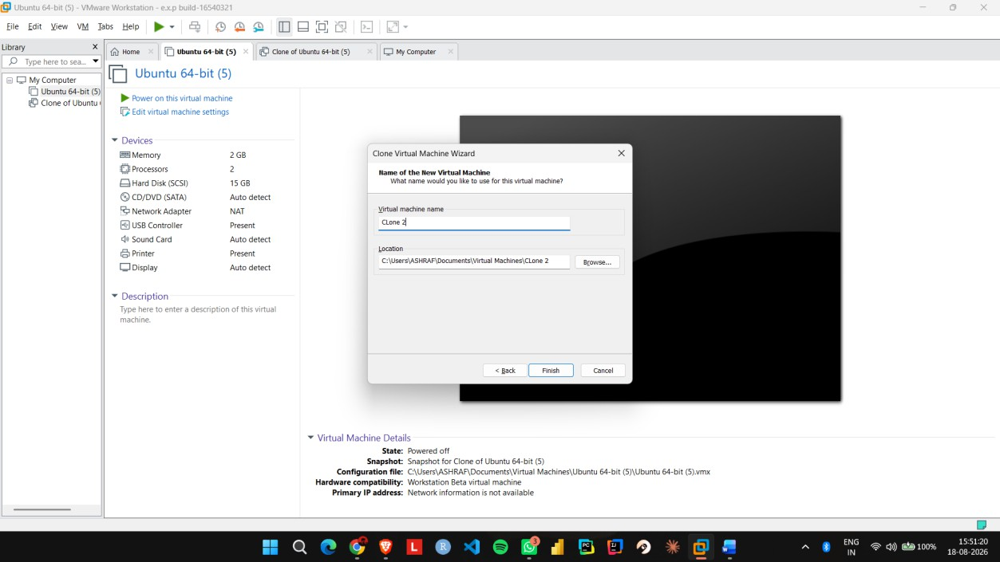 Ubuntu 64-bit (5) - VMware Workstation - e.x.p build-16540321
File Edit View VM Tabs Help
Library
Type here to sea...
My Computer
Ubuntu 64-bit (5)
Clone of Ubuntu
Home
Ubuntu 64-bit (5)
Clone of Ubuntu 64-bit (5)
My Computer
Ubuntu 64-bit (5)
Power on this virtual machine
Edit virtual machine settings
Devices
Memory 2 GB
Processors 2
Hard Disk (SCSI) 15 GB
CD/DVD (SATA) Auto detect
Network Adapter NAT
USB Controller Present
Sound Card Auto detect
Printer Present
Display Auto detect
Description
Type here to enter a description of this virtual
machine.
Clone Virtual Machine Wizard
Name of the New Virtual Machine
What name would you like to use for this virtual machine?
Virtual machine name
CLone 2
Location
C:\Users\ASHRAF\Documents\Virtual Machines\CLone 2
Browse...
< Back Finish Cancel
Virtual Machine Details
State: Powered off
Snapshot: Snapshot for Clone of Ubuntu 64-bit (5)
Configuration file: C:\Users\ASHRAF\Documents\Virtual Machines\Ubuntu 64-bit (5)\Ubuntu 64-bit (5).vmx
Hardware compatibility: Workstation Beta virtual machine
Primary IP address: Network information is not available
L
R
3
PC
IJ
W
ENG
IN
100%
15:51:20
18-08-2026